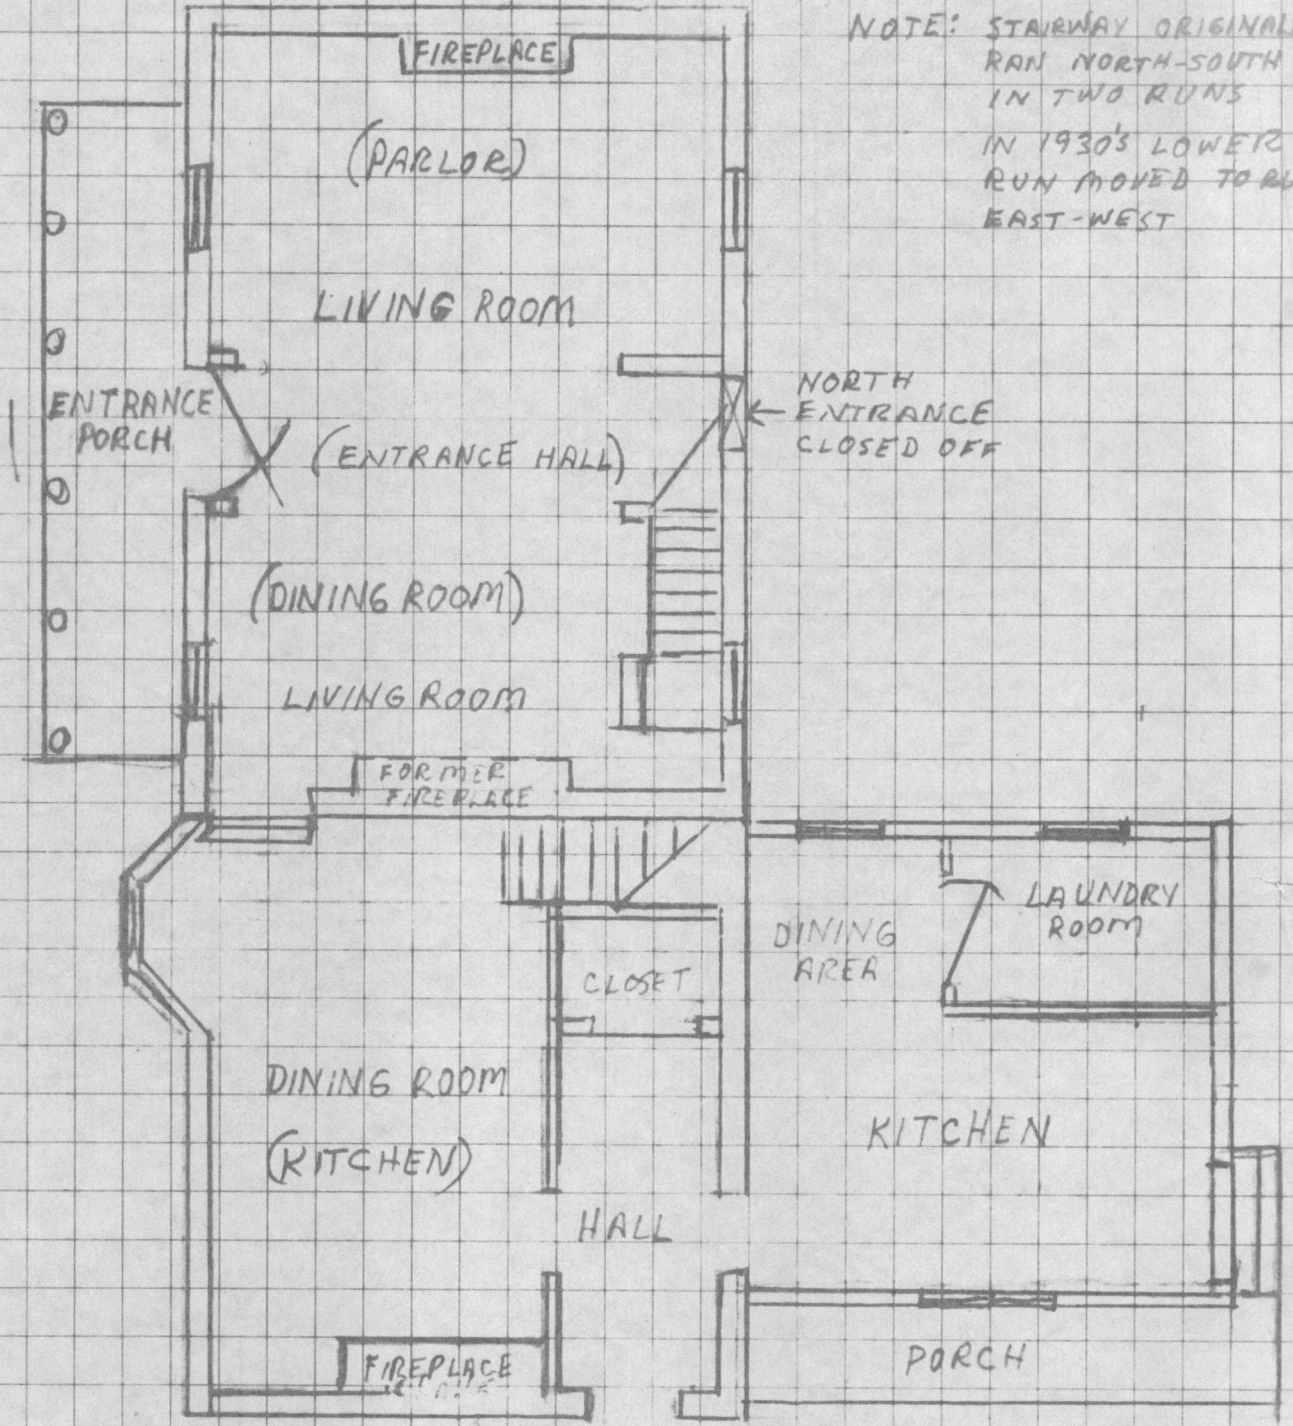 NOTE: STAIRWAY ORIGINAL
RAN NORTH-SOUTH
IN TWO RUNS
IN 1930'S LOWER
RUN MOVED TO
EAST-WEST
FIREPLACE
(PARLOR)
LIVING ROOM
ENTRANCE
PORCH
NORTH
ENTRANCE
CLOSED OFF
(ENTRANCE HALL)
(DINING ROOM)
LIVING ROOM
FORMER
FIREPLACE
LAUNDRY
ROOM
DINING
AREA
CLOSET
DINING ROOM
(KITCHEN)
KITCHEN
HALL
PORCH
FIREPLACE